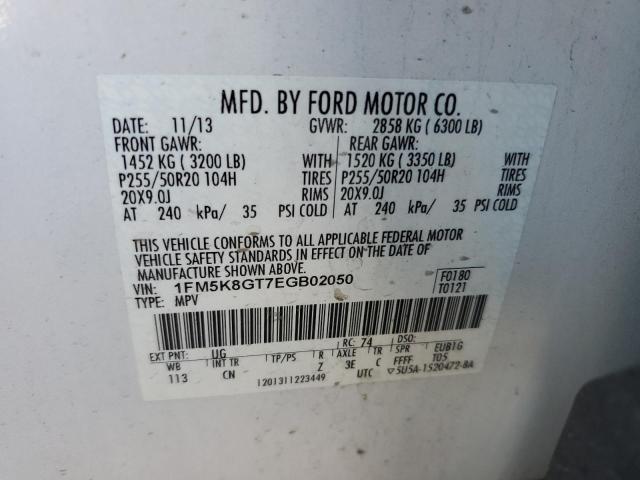 MFD. BY FORD MOTOR CO.
DATE: 11/13 GVWR: 2858 KG ( 6300 LB)
FRONT GAWR: REAR GAWR:
1452 KG ( 3200 LB) WITH 1520 KG ( 3350 LB) WITH
P255/50R20 104H TIRES P255/50R20 104H TIRES
20X9.0J RIMS 20X9.0J RIMS
AT 240 kPa/ 35 PSI COLD AT 240 kPa/ 35 PSI COLD
THIS VEHICLE CONFORMS TO ALL APPLICABLE FEDERAL MOTOR
VEHICLE SAFETY STANDARDS IN EFFECT ON THE DATE OF
MANUFACTURE SHOWN ABOVE.
VIN: 1FM5K8GT7EGB02050 F0180
TYPE: MPV T0121
EXT PNT: UG RC: 74 DSO:
WB INT TR TP/PS R AXLE TR SPR EUB1G
113 CN Z 3E C FFFF T05
1201311223449 UTC ▽5U5A-1520472-BA